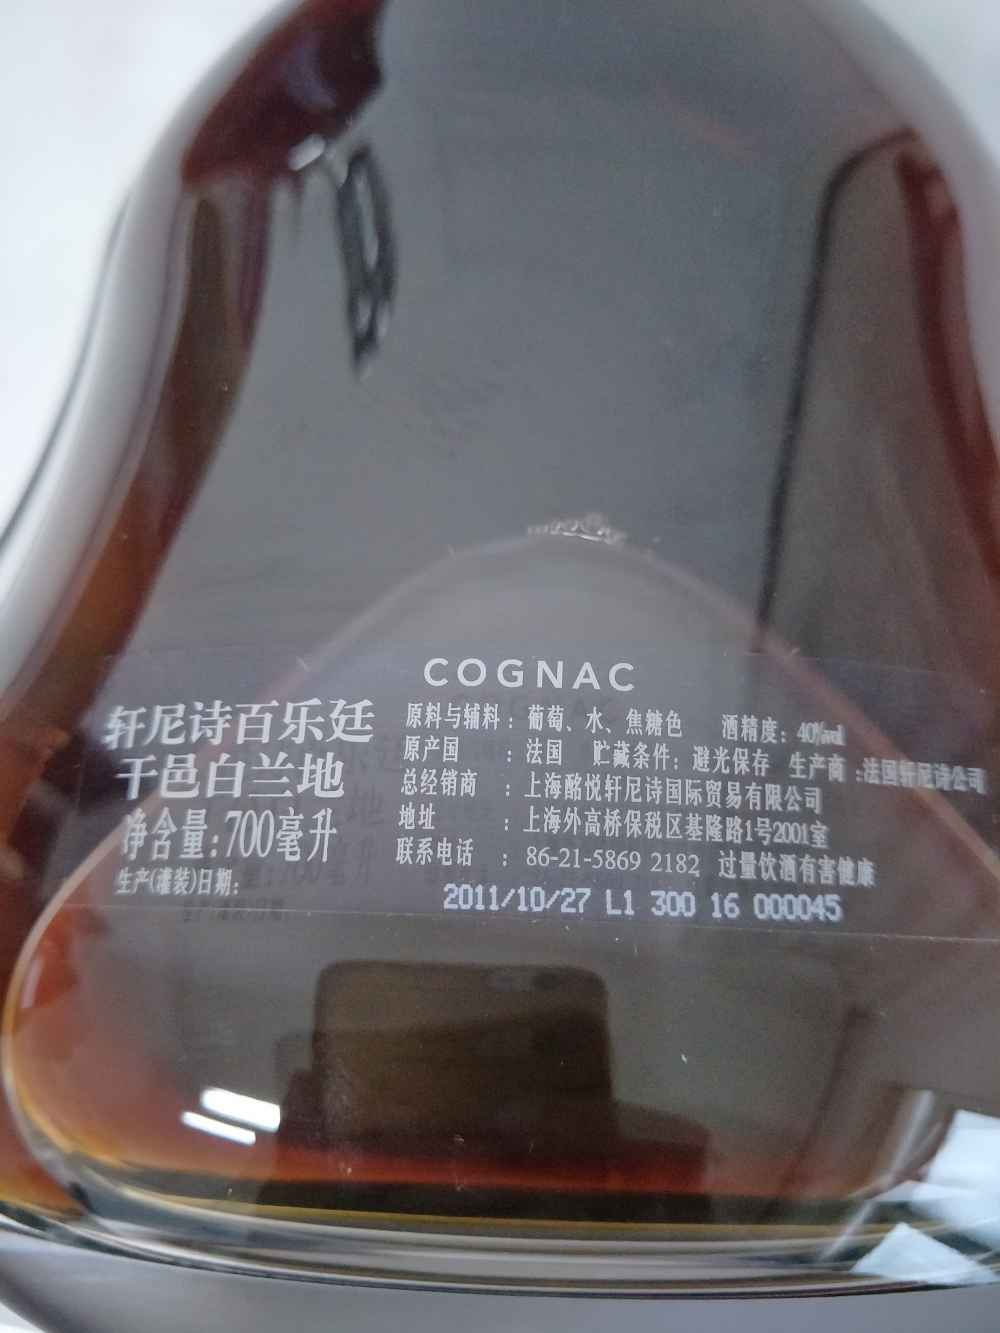 COGNAC
轩尼诗百乐廷
干邑白兰地
净含量:700毫升
生产(灌装)日期:
原料与辅料：葡萄、水、焦糖色 酒精度：40%vol
原产国：法国 贮藏条件：避光保存 生产商：法国轩尼诗公司
总经销商：上海酩悦轩尼诗国际贸易有限公司
地址：上海外高桥保税区基隆路1号2001室
联系电话：86-21-5869 2182 过量饮酒有害健康
2011/10/27 L1 300 16 000045